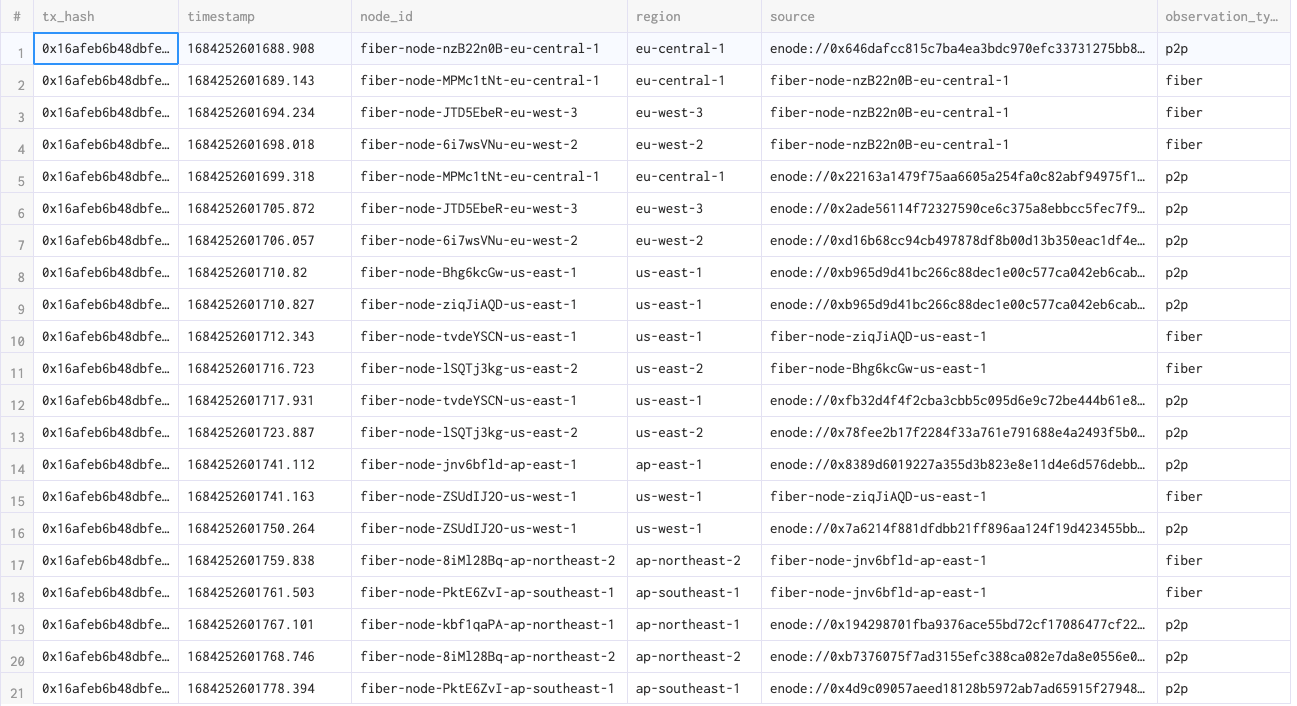 # tx_hash timestamp node_id region source observation_ty…
1 0x16afeb6b48dbfe… 1684252601688.908 fiber-node-nzB22n0B-eu-central-1 eu-central-1 enode://0x646dafcc815c7ba4ea3bdc970efc33731275bb8… p2p
2 0x16afeb6b48dbfe… 1684252601689.143 fiber-node-MPMc1tNt-eu-central-1 eu-central-1 fiber-node-nzB22n0B-eu-central-1 fiber
3 0x16afeb6b48dbfe… 1684252601694.234 fiber-node-JTD5EbeR-eu-west-3 eu-west-3 fiber-node-nzB22n0B-eu-central-1 fiber
4 0x16afeb6b48dbfe… 1684252601698.018 fiber-node-6i7wsVNu-eu-west-2 eu-west-2 fiber-node-nzB22n0B-eu-central-1 fiber
5 0x16afeb6b48dbfe… 1684252601699.318 fiber-node-MPMc1tNt-eu-central-1 eu-central-1 enode://0x22163a1479f75aa6605a254fa0c82abf94975f1… p2p
6 0x16afeb6b48dbfe… 1684252601705.872 fiber-node-JTD5EbeR-eu-west-3 eu-west-3 enode://0x2ade56114f72327590ce6c375a8ebbcc5fec7f9… p2p
7 0x16afeb6b48dbfe… 1684252601706.057 fiber-node-6i7wsVNu-eu-west-2 eu-west-2 enode://0xd16b68cc94cb497878df8b00d13b350eac1df4e… p2p
8 0x16afeb6b48dbfe… 1684252601710.82 fiber-node-Bhg6kcGw-us-east-1 us-east-1 enode://0xb965d9d41bc266c88dec1e00c577ca042eb6cab… p2p
9 0x16afeb6b48dbfe… 1684252601710.827 fiber-node-ziqJiAQD-us-east-1 us-east-1 enode://0xb965d9d41bc266c88dec1e00c577ca042eb6cab… p2p
10 0x16afeb6b48dbfe… 1684252601712.343 fiber-node-tvdeYSCN-us-east-1 us-east-1 fiber-node-ziqJiAQD-us-east-1 fiber
11 0x16afeb6b48dbfe… 1684252601716.723 fiber-node-lSQTj3kg-us-east-2 us-east-2 fiber-node-Bhg6kcGw-us-east-1 fiber
12 0x16afeb6b48dbfe… 1684252601717.931 fiber-node-tvdeYSCN-us-east-1 us-east-1 enode://0xfb32d4f4f2cba3cbb5c095d6e9c72be444b61e8… p2p
13 0x16afeb6b48dbfe… 1684252601723.887 fiber-node-lSQTj3kg-us-east-2 us-east-2 enode://0x78fee2b17f2284f33a761e791688e4a2493f5b0… p2p
14 0x16afeb6b48dbfe… 1684252601741.112 fiber-node-jnv6bfld-ap-east-1 ap-east-1 enode://0x8389d6019227a355d3b823e8e11d4e6d576debb… p2p
15 0x16afeb6b48dbfe… 1684252601741.163 fiber-node-ZSUdIJ2O-us-west-1 us-west-1 fiber-node-ziqJiAQD-us-east-1 fiber
16 0x16afeb6b48dbfe… 1684252601750.264 fiber-node-ZSUdIJ2O-us-west-1 us-west-1 enode://0x7a6214f881dfdbb21ff896aa124f19d423455bb… p2p
17 0x16afeb6b48dbfe… 1684252601759.838 fiber-node-8iMl28Bq-ap-northeast-2 ap-northeast-2 fiber-node-jnv6bfld-ap-east-1 fiber
18 0x16afeb6b48dbfe… 1684252601761.503 fiber-node-PktE6ZvI-ap-southeast-1 ap-southeast-1 fiber-node-jnv6bfld-ap-east-1 fiber
19 0x16afeb6b48dbfe… 1684252601767.101 fiber-node-kbf1qaPA-ap-northeast-1 ap-northeast-1 enode://0x194298701fba9376ace55bd72cf17086477cf22… p2p
20 0x16afeb6b48dbfe… 1684252601768.746 fiber-node-8iMl28Bq-ap-northeast-2 ap-northeast-2 enode://0xb7376075f7ad3155efc388ca082e7da8e0556e0… p2p
21 0x16afeb6b48dbfe… 1684252601778.394 fiber-node-PktE6ZvI-ap-southeast-1 ap-southeast-1 enode://0x4d9c09057aeed18128b5972ab7ad65915f27948… p2p